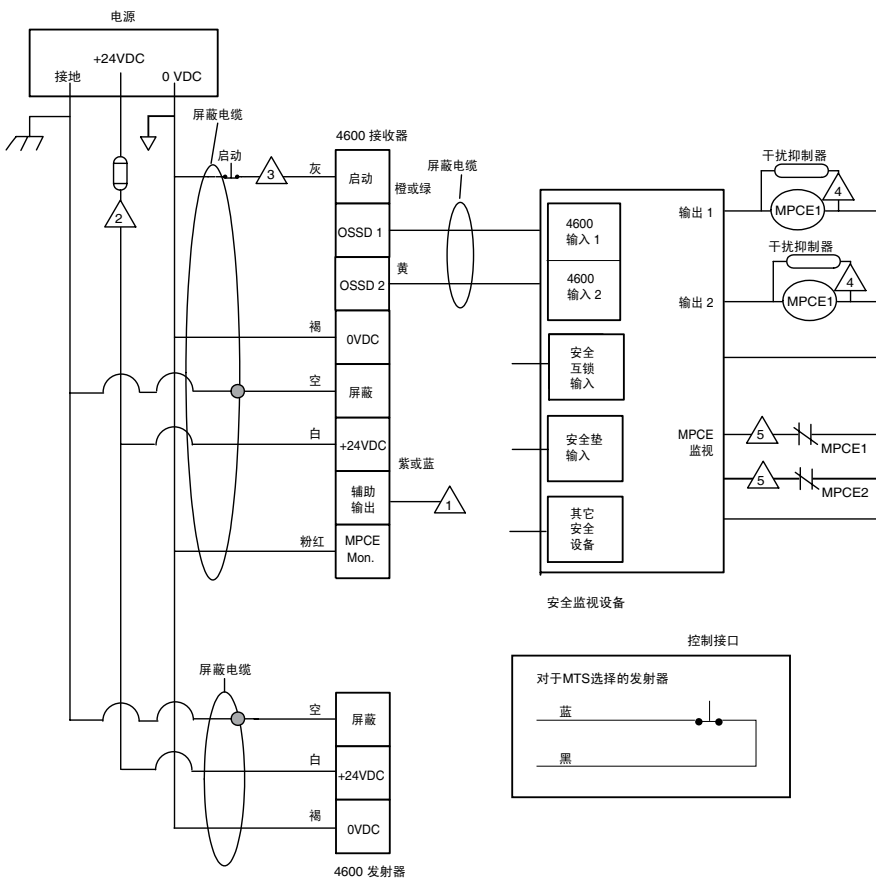 电源
+24VDC
接地
0 VDC
屏蔽电缆
启动
3
2
灰
4600 接收器
启动
橙或绿
OSSD 1
黄
OSSD 2
褐
0VDC
空
屏蔽
白
+24VDC
紫或蓝
辅助
输出
1
粉红
MPCE
Mon.
屏蔽电缆
4600
输入 1
4600
输入 2
安全
互锁
输入
安全垫
输入
其它
安全
设备
输出 1
输出 2
MPCE
监视
安全监视设备
干扰抑制器
MPCE1
4
干扰抑制器
MPCE1
4
5
MPCE1
5
MPCE2
屏蔽电缆
空
屏蔽
白
+24VDC
褐
0VDC
4600 发射器
控制接口
对于MTS选择的发射器
蓝
黑